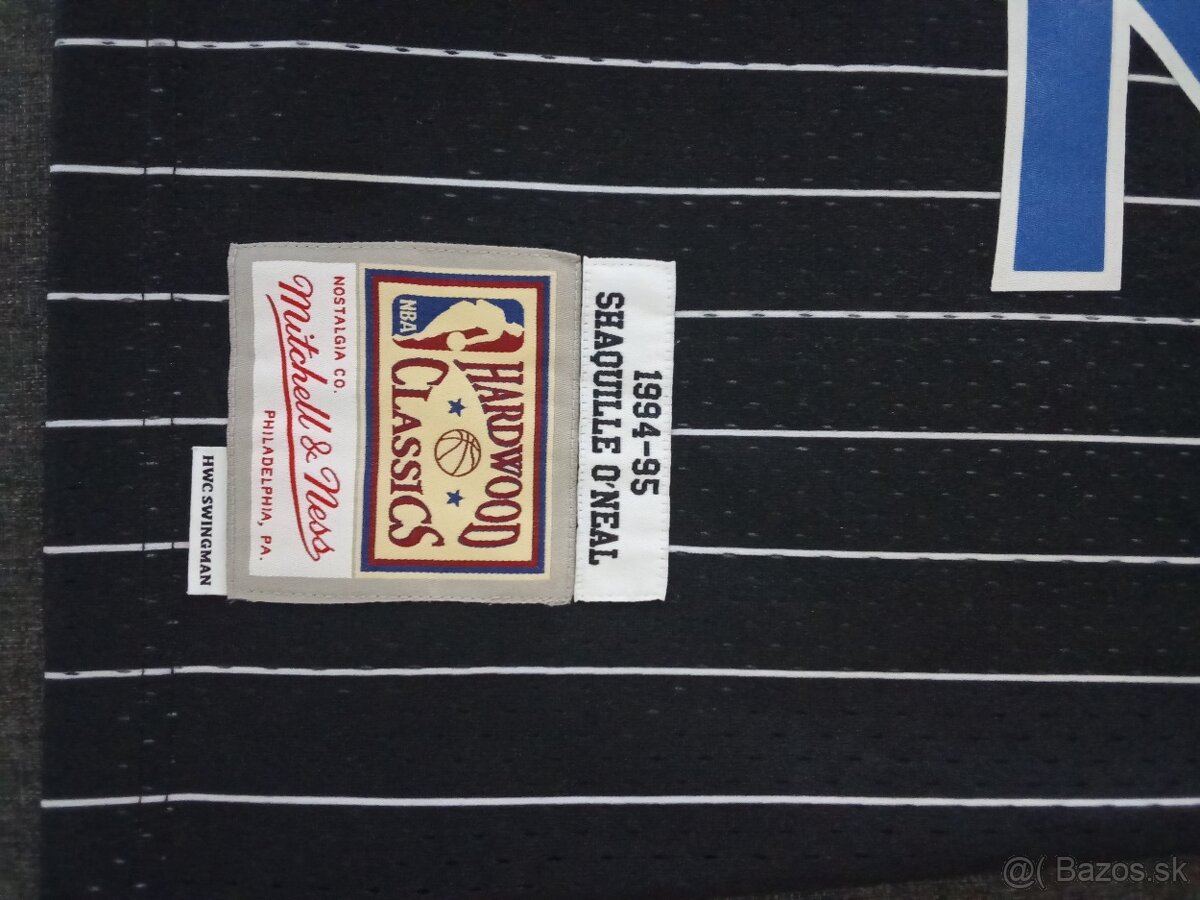 1994-95
SHAQUILLE O'NEAL
NBA
HARDWOOD
CLASSICS
NOSTALGIA CO.
Mitchell & Ness
PHILADELPHIA, PA.
HWC SWINGMAN
@( Bazos.sk